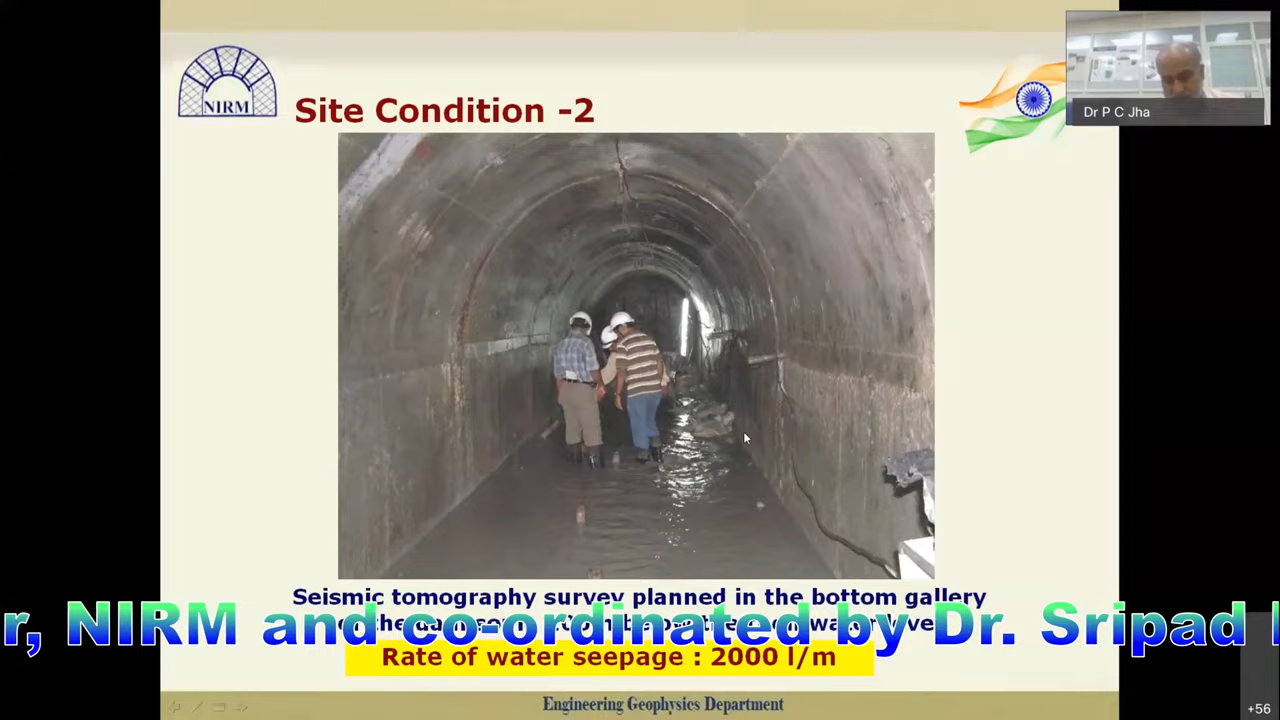 NIRM
Site Condition -2
Dr P C Jha
Seismic tomography survey planned in the bottom gallery
r, NIRM and co-ordinated by Dr. Sripad
Rate of water seepage : 2000 l/m
Engineering Geophysics Department
+56